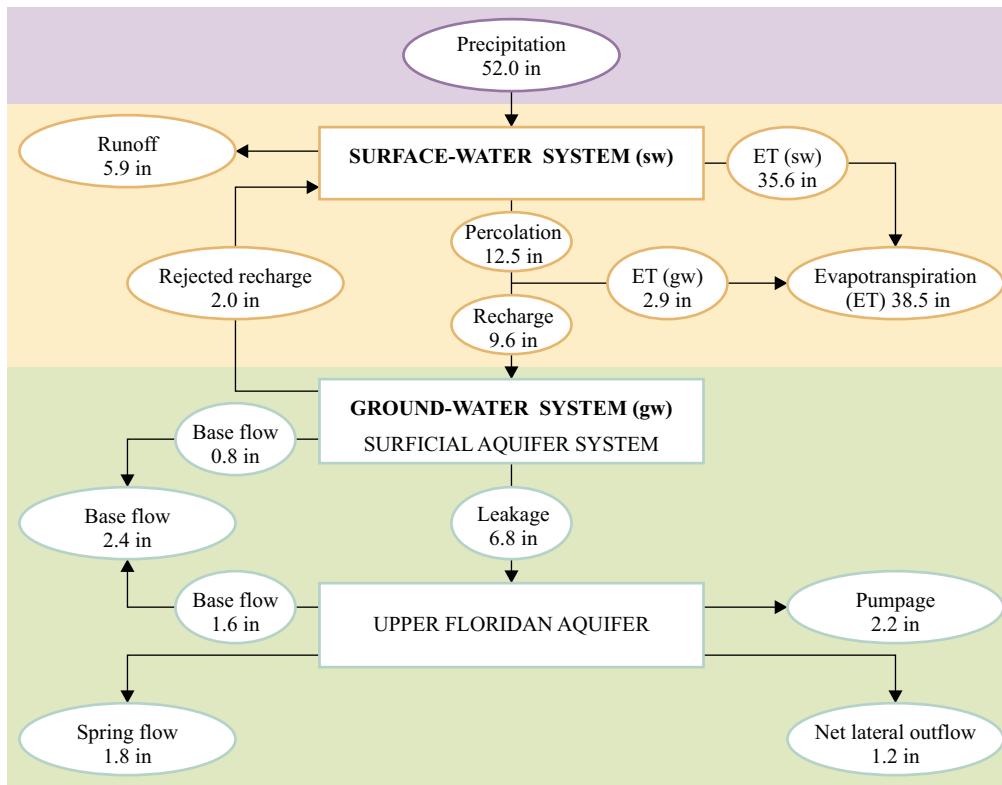 Precipitation
52.0 in
Runoff
5.9 in
SURFACE-WATER SYSTEM (sw)
ET (sw)
35.6 in
Percolation
12.5 in
Rejected recharge
2.0 in
ET (gw)
2.9 in
Evapotranspiration
(ET) 38.5 in
Recharge
9.6 in
GROUND-WATER SYSTEM (gw)
SURFICIAL AQUIFER SYSTEM
Base flow
0.8 in
Base flow
2.4 in
Leakage
6.8 in
Base flow
1.6 in
UPPER FLORIDAN AQUIFER
Pumpage
2.2 in
Spring flow
1.8 in
Net lateral outflow
1.2 in